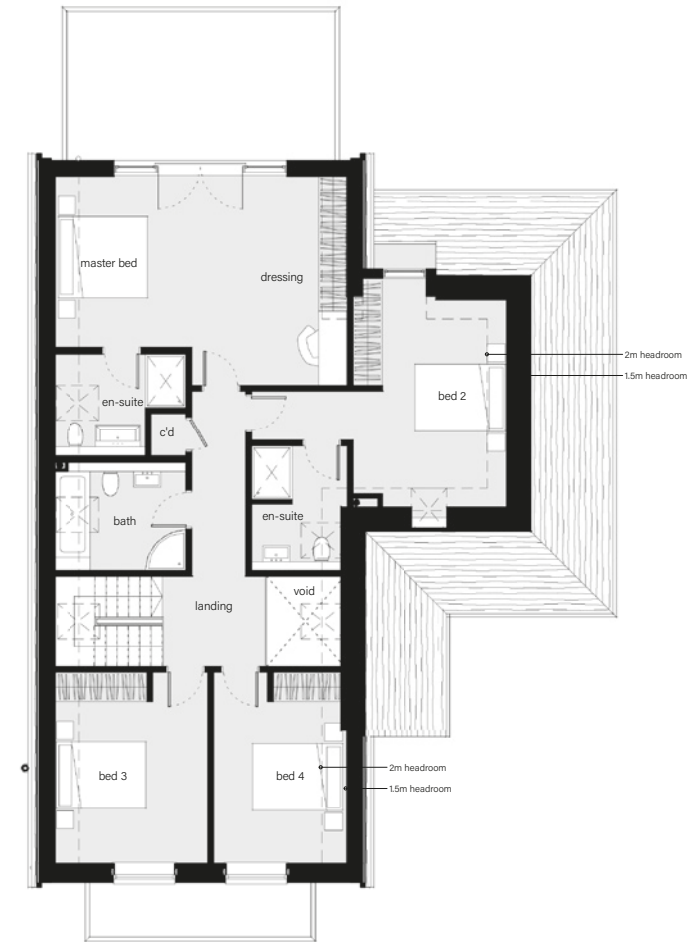 master bed
dressing
2m headroom
1.5m headroom
bed 2
en-suite
c'd
en-suite
bath
void
landing
2m headroom
bed 3
bed 4
1.5m headroom